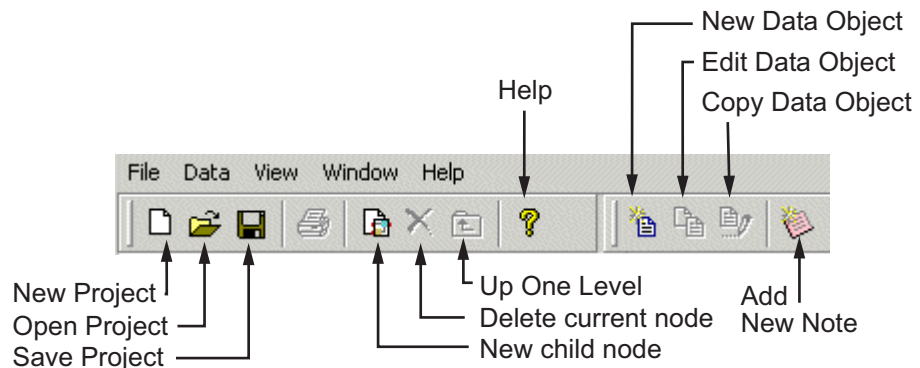 New Data Object
Edit Data Object
Copy Data Object
Help
File Data View Window Help
New Project
Open Project
Save Project
Up One Level
Delete current node
New child node
Add
New Note